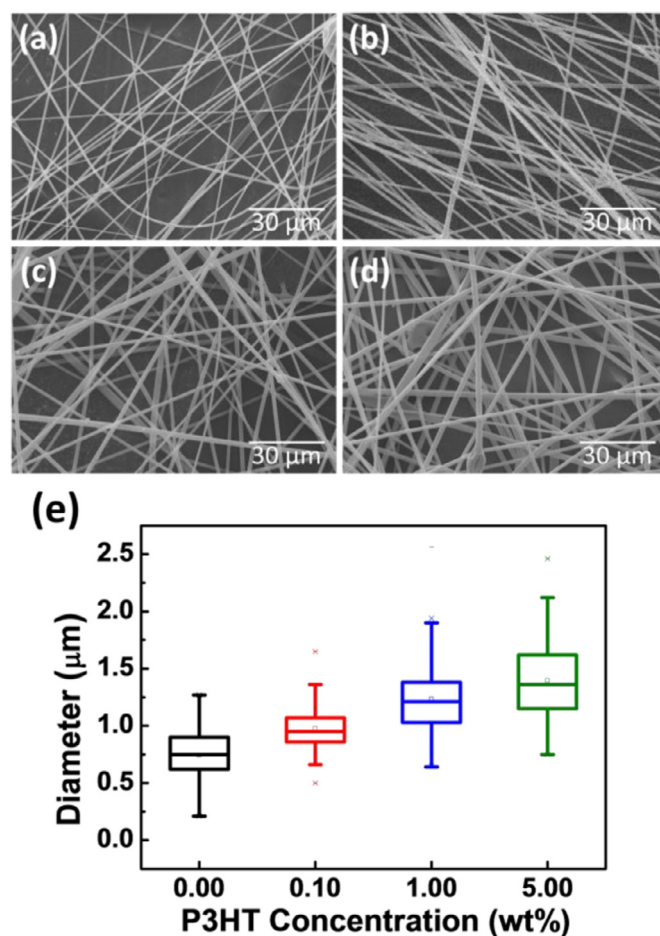 (a)
(b)
30 μm
30 μm
(c)
(d)
30 μm
30 μm
(e)
2.5
2.0
1.5
1.0
0.5
0.0
Diameter (μm)
0.00 0.10 1.00 5.00
P3HT Concentration (wt%)